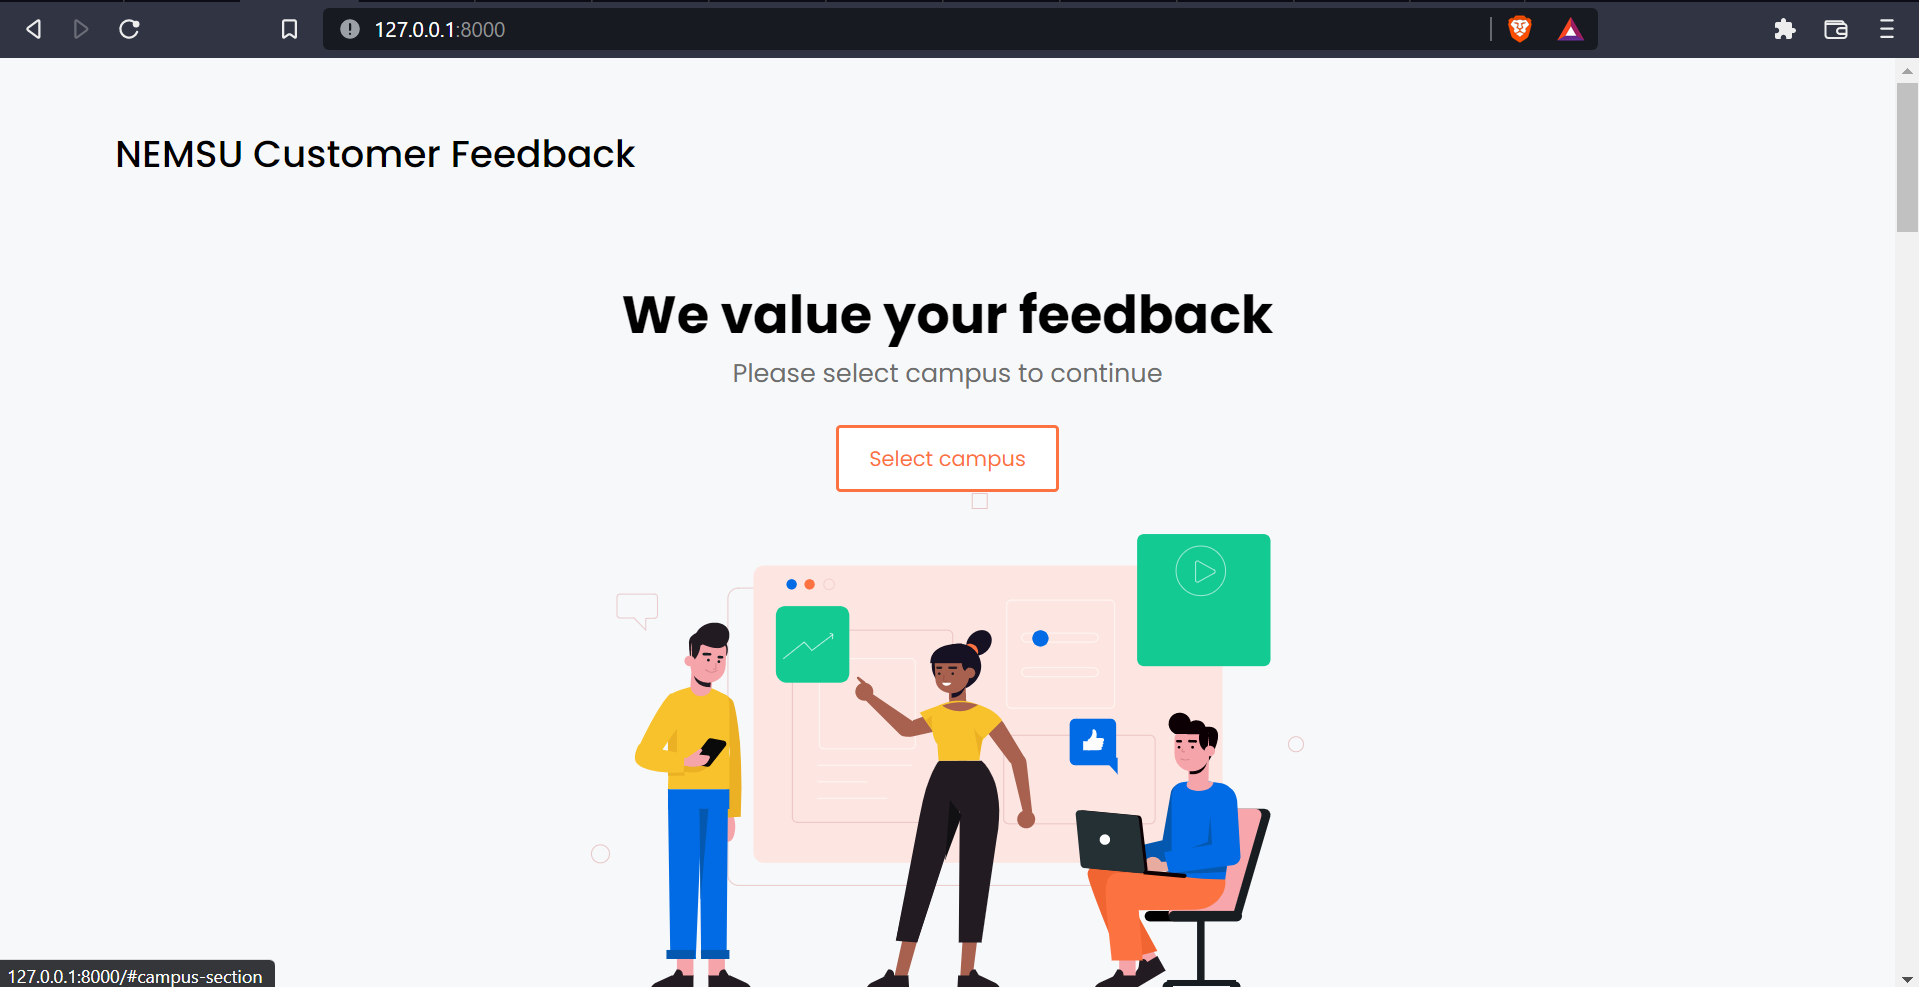 127.0.0.1:8000
NEMSU Customer Feedback
We value your feedback
Please select campus to continue
Select campus
127.0.0.1:8000/#campus-section